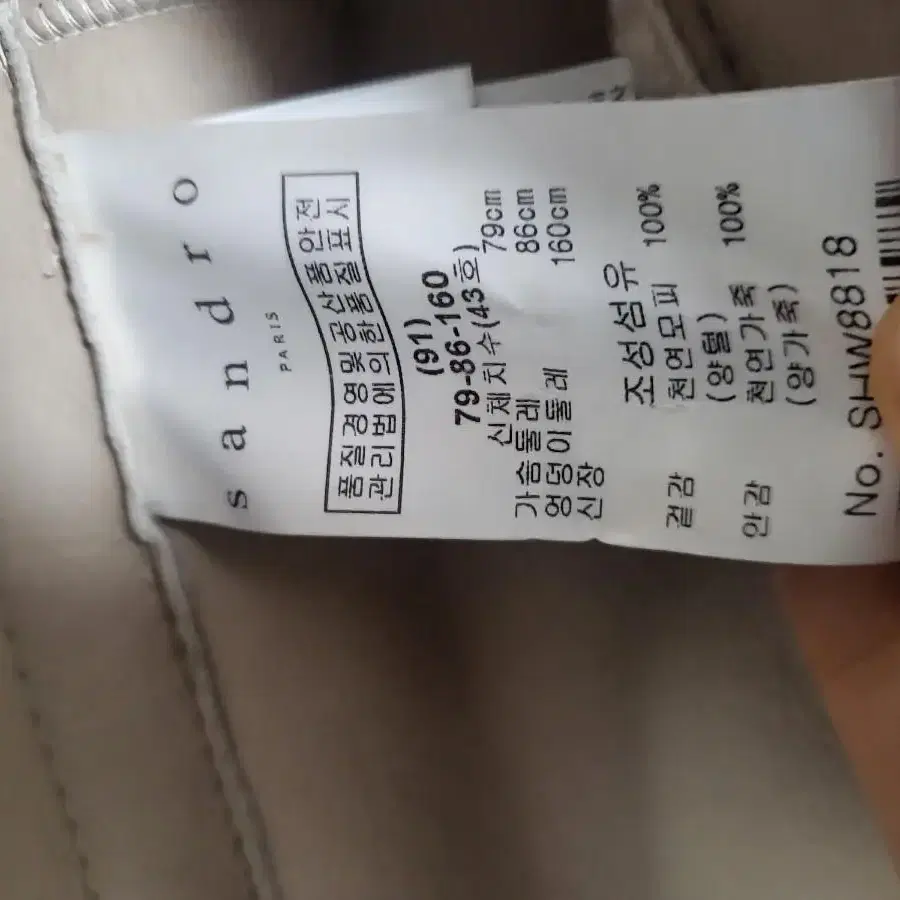 sandro
PARIS
품질경영및공산품안전
관리법에의한품질표시
(91)
79-86-160
신체치수(43호)
가슴둘레 79cm
엉덩이둘레 86cm
신장 160cm
조성섬유
겉감 천연모피 100%
(양털)
안감 천연가죽 100%
(양가죽)
No. SHW8818